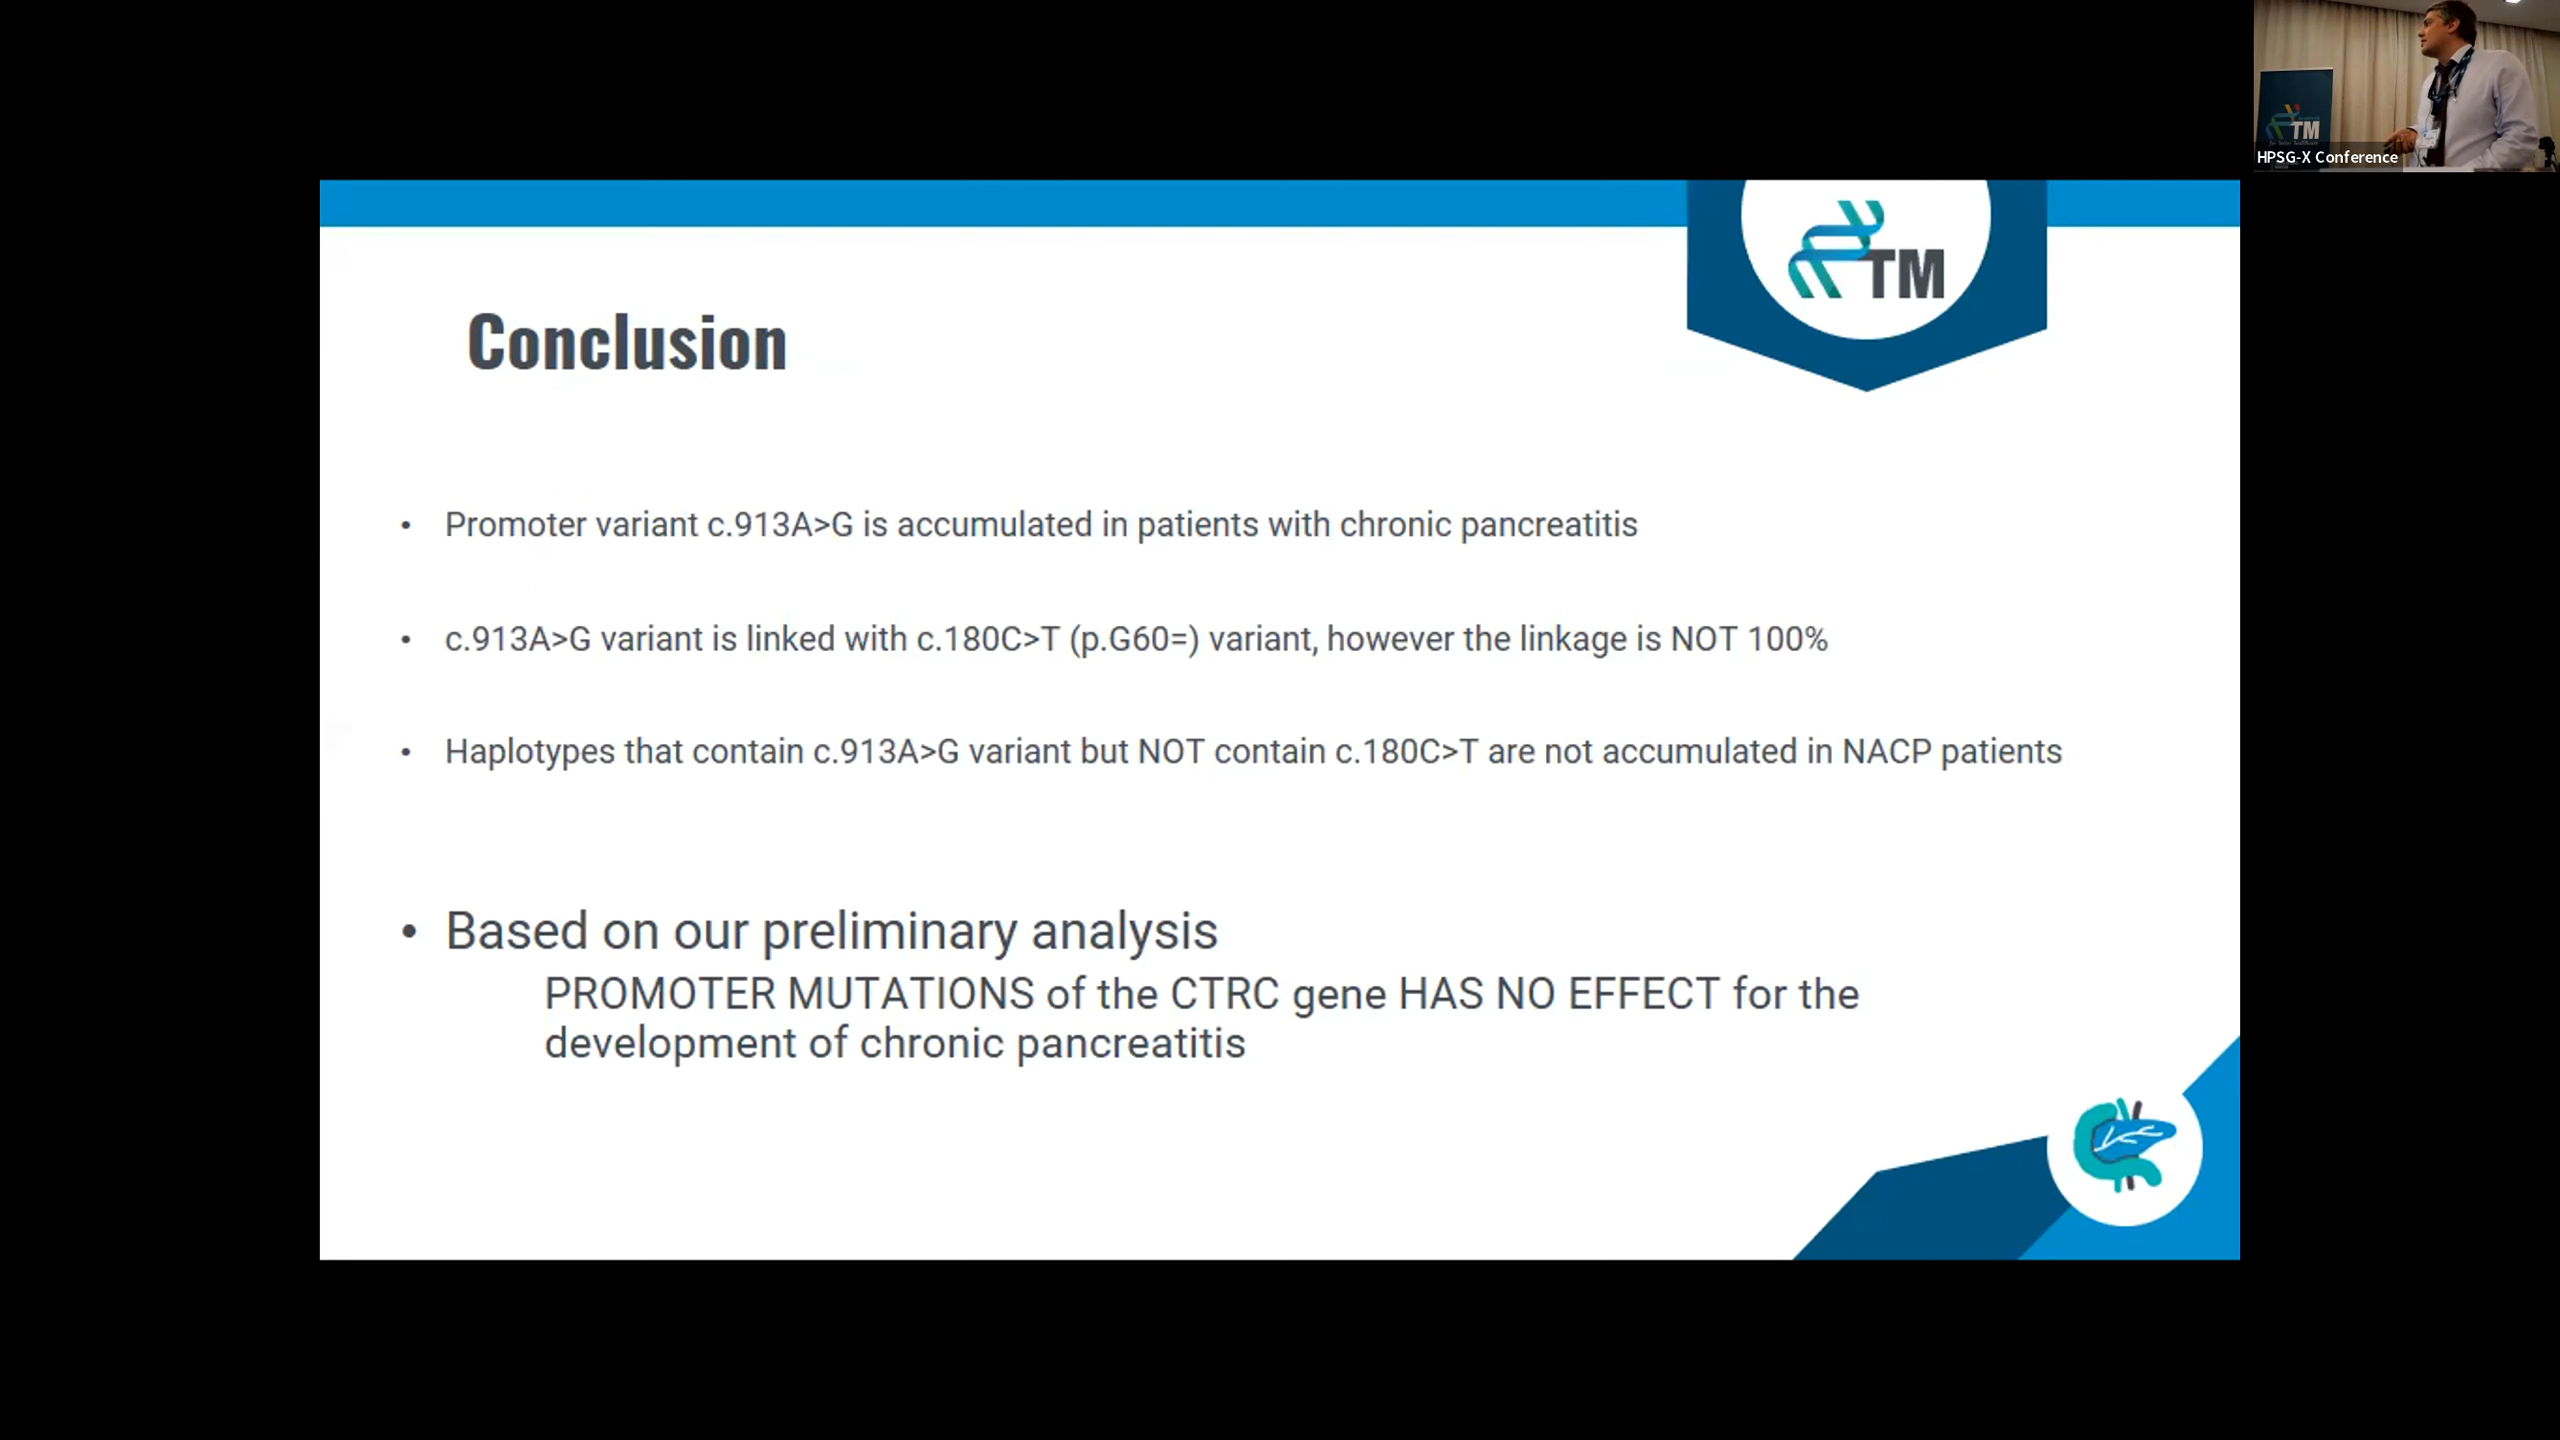 TM
HPSG-X Conference
TM
Conclusion
• Promoter variant c.913A>G is accumulated in patients with chronic pancreatitis
• c.913A>G variant is linked with c.180C>T (p.G60=) variant, however the linkage is NOT 100%
• Haplotypes that contain c.913A>G variant but NOT contain c.180C>T are not accumulated in NACP patients
• Based on our preliminary analysis
PROMOTER MUTATIONS of the CTRC gene HAS NO EFFECT for the
development of chronic pancreatitis